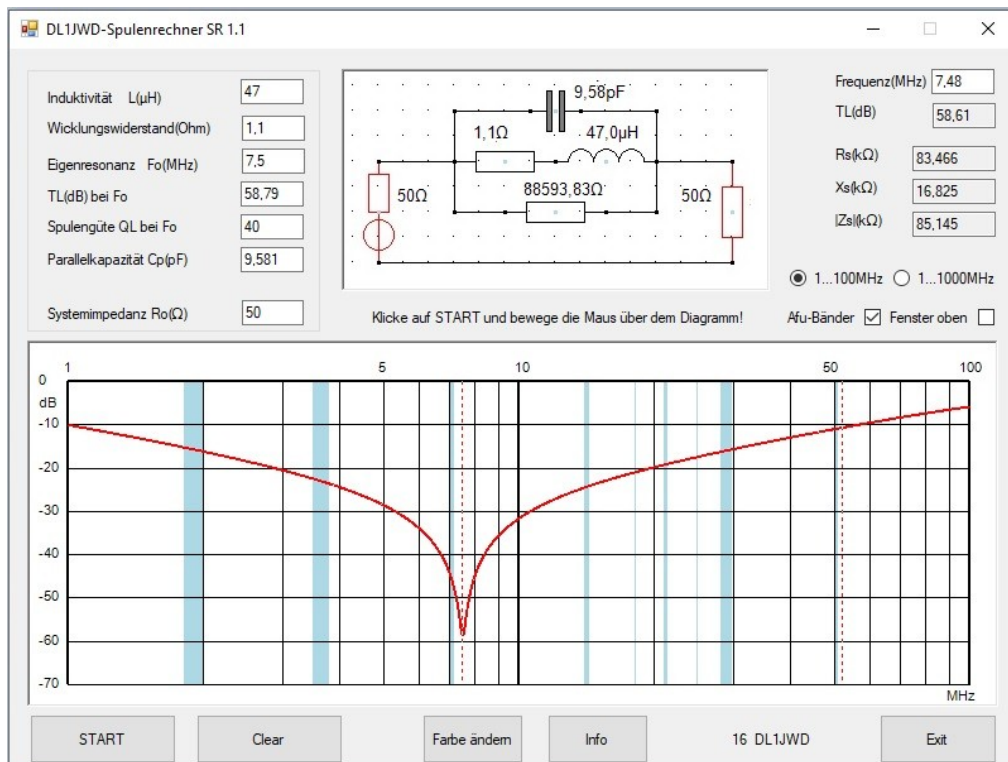 DL1JWD-Spulenrechner SR 1.1
Induktivität L(µH) 47
Wicklungswiderstand(Ohm) 1,1
Eigenresonanz Fo(MHz) 7,5
TL(dB) bei Fo 58,79
Spulengüte QL bei Fo 40
Parallelkapazität Cp(pF) 9,581
Systemimpedanz Ro(Ω) 50
9,58pF
1,1Ω 47,0µH
50Ω 88593,83Ω 50Ω
Klicke auf START und bewege die Maus über dem Diagramm!
Frequenz(MHz) 7,48
TL(dB) 58,61
Rs(kΩ) 83,466
Xs(kΩ) 16,825
|Zs|(kΩ) 85,145
1...100MHz 1...1000MHz
Afu-Bänder Fenster oben
1 5 10 50 100
0
dB
-10
-20
-30
-40
-50
-60
-70
MHz
START Clear Farbe ändern Info 16 DL1JWD Exit